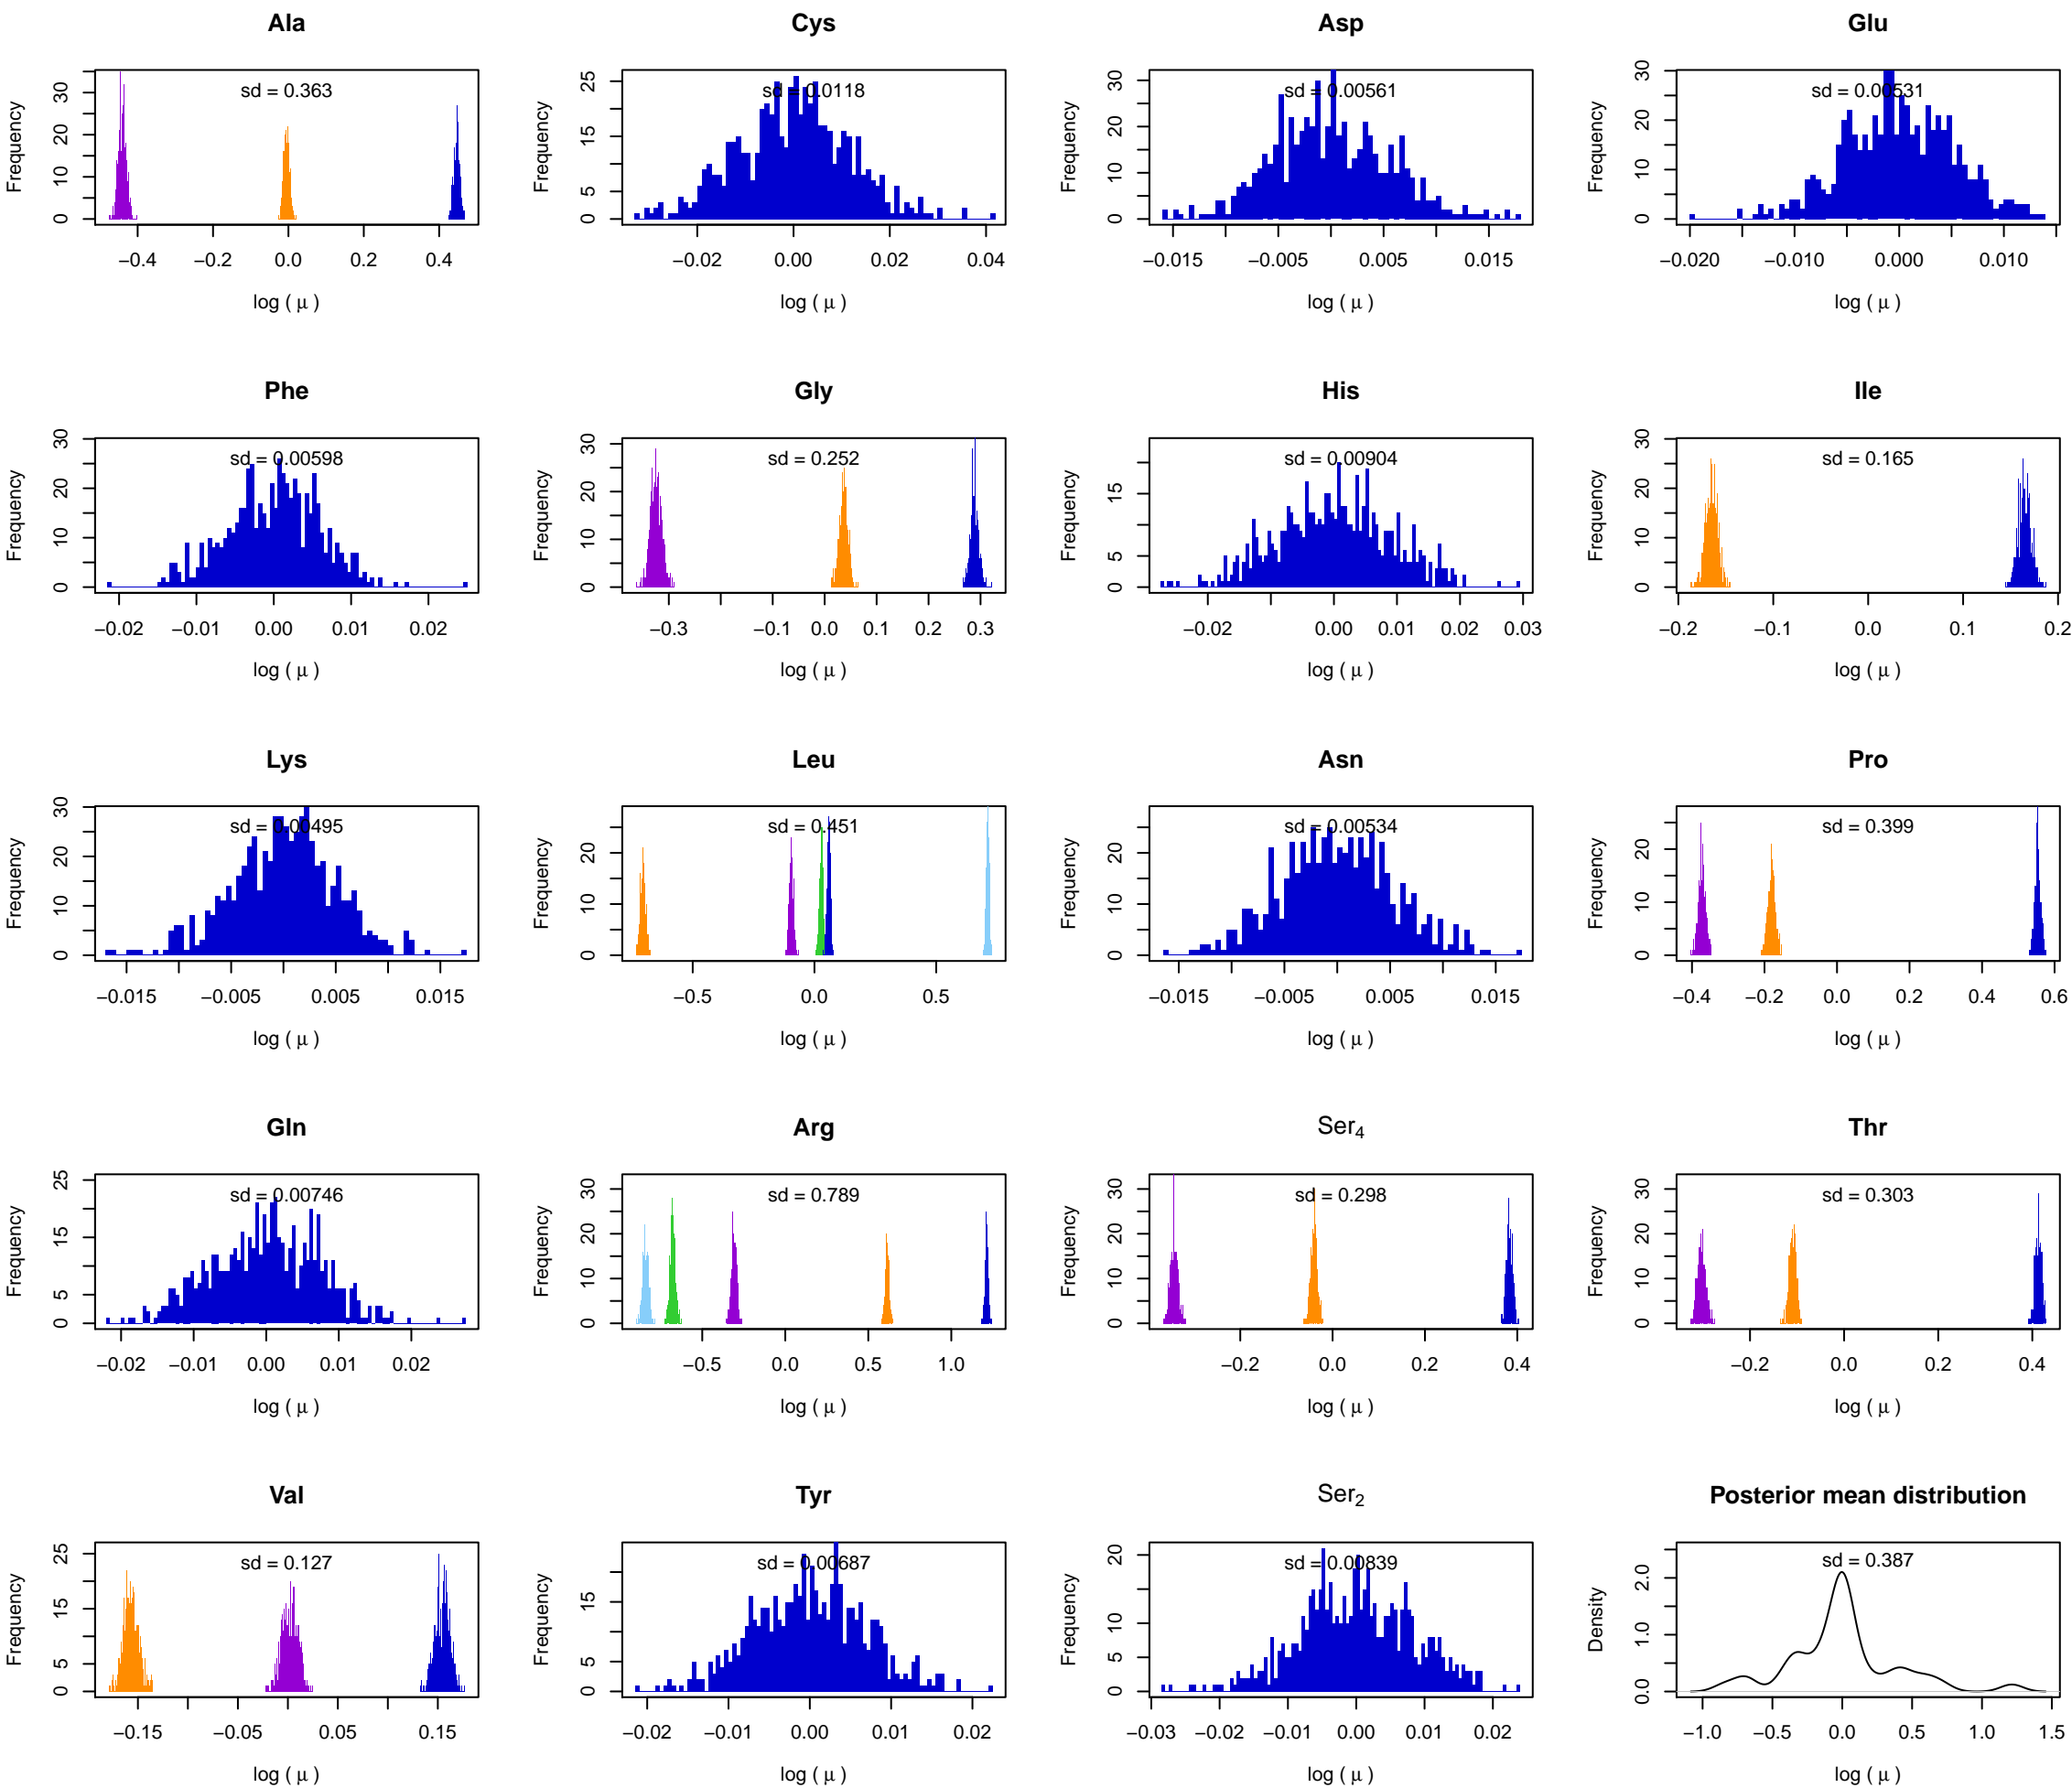 Ala
sd = 0.363
Frequency
0 10 20 30
−0.4 −0.2 0.0 0.2 0.4
log ( μ )
Cys
sd = 0.0118
Frequency
0 5 15 25
−0.02 0.00 0.02 0.04
log ( μ )
Asp
sd = 0.00561
Frequency
0 10 20 30
−0.015 −0.005 0.005 0.015
log ( μ )
Glu
sd = 0.00531
Frequency
0 10 20 30
−0.020 −0.010 0.000 0.010
log ( μ )
Phe
sd = 0.00598
Frequency
0 10 20 30
−0.02 −0.01 0.00 0.01 0.02
log ( μ )
Gly
sd = 0.252
Frequency
0 10 20 30
−0.3 −0.1 0.0 0.1 0.2 0.3
log ( μ )
His
sd = 0.00904
Frequency
0 5 15
−0.02 0.00 0.01 0.02 0.03
log ( μ )
Ile
sd = 0.165
Frequency
0 10 20 30
−0.2 −0.1 0.0 0.1 0.2
log ( μ )
Lys
sd = 0.00495
Frequency
0 10 20 30
−0.015 −0.005 0.005 0.015
log ( μ )
Leu
sd = 0.451
Frequency
0 10 20
−0.5 0.0 0.5
log ( μ )
Asn
sd = 0.00534
Frequency
0 10 20
−0.015 −0.005 0.005 0.015
log ( μ )
Pro
sd = 0.399
Frequency
0 10 20
−0.4 −0.2 0.0 0.2 0.4 0.6
log ( μ )
Gln
sd = 0.00746
Frequency
0 5 15 25
−0.02 −0.01 0.00 0.01 0.02
log ( μ )
Arg
sd = 0.789
Frequency
0 10 20 30
−0.5 0.0 0.5 1.0
log ( μ )
Ser4
sd = 0.298
Frequency
0 10 20 30
−0.2 0.0 0.2 0.4
log ( μ )
Thr
sd = 0.303
Frequency
0 10 20 30
−0.2 0.0 0.2 0.4
log ( μ )
Val
sd = 0.127
Frequency
0 5 15 25
−0.15 −0.05 0.05 0.15
log ( μ )
Tyr
sd = 0.00687
Frequency
0 5 15
−0.02 −0.01 0.00 0.01 0.02
log ( μ )
Ser2
sd = 0.00839
Frequency
0 5 10 20
−0.03 −0.02 −0.01 0.00 0.01 0.02
log ( μ )
Posterior mean distribution
sd = 0.387
Density
0.0 1.0 2.0
−1.0 −0.5 0.0 0.5 1.0 1.5
log ( μ )